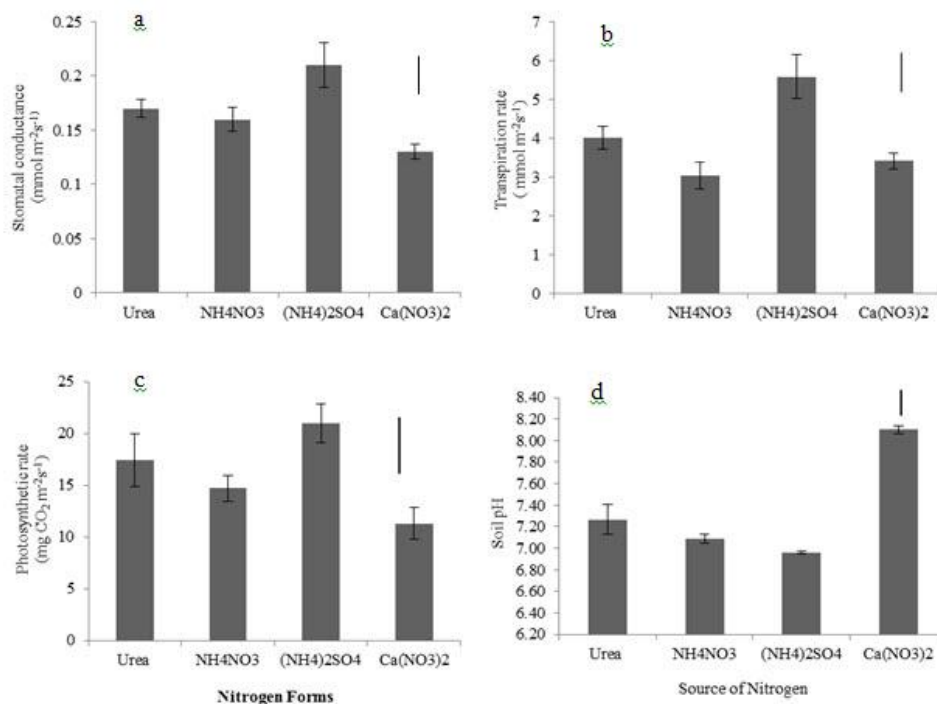 a
Stomatal conductance
(mmol m-2s-1)
0.25
0.2
0.15
0.1
0.05
0
Urea
NH4NO3
(NH4)2SO4
Ca(NO3)2
b
Transpiration rate
( mmol m-2s-1)
7
6
5
4
3
2
1
0
Urea
NH4NO3
(NH4)2SO4
Ca(NO3)2
c
Photosynthetic rate
(mg CO2 m-2s-1)
25
20
15
10
5
0
Urea
NH4NO3
(NH4)2SO4
Ca(NO3)2
Nitrogen Forms
d
Soil pH
8.40
8.20
8.00
7.80
7.60
7.40
7.20
7.00
6.80
6.60
6.40
6.20
Urea
NH4NO3
(NH4)2SO4
Ca(NO3)2
Source of Nitrogen